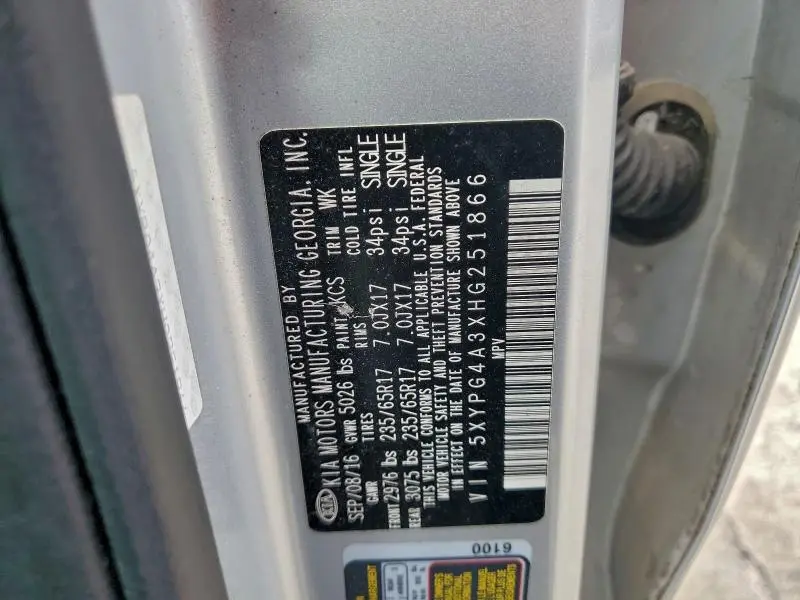 MANUFACTURED BY
KIA KIA MOTORS MANUFACTURING GEORGIA, INC.
SEP/08/16 GVWR 5026 lbs PAINT KCS TRIM WK
GAWR TIRES RIMS COLD TIRE INFL
FRONT 2976 lbs 235/65R17 7.0JX17 34psi SINGLE
REAR 3075 lbs 235/65R17 7.0JX17 34psi SINGLE
THIS VEHICLE CONFORMS TO ALL APPLICABLE U.S.A. FEDERAL
MOTOR VEHICLE SAFETY AND THEFT PREVENTION STANDARDS
IN EFFECT ON THE DATE OF MANUFACTURE SHOWN ABOVE
MPV
VIN 5XYPG4A3XHG251866
6100